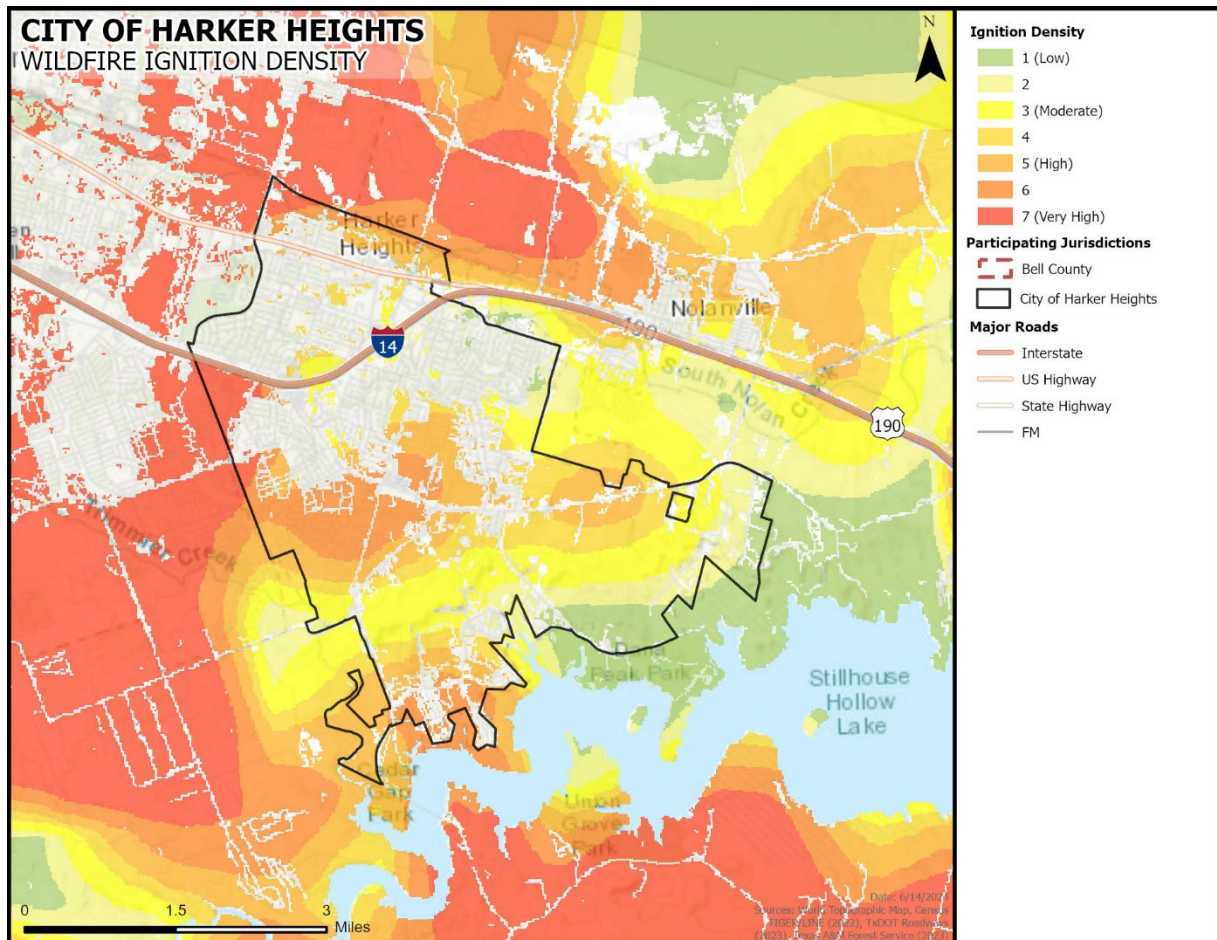 CITY OF HARKER HEIGHTS
WILDFIRE IGNITION DENSITY
N
Harker
Heights
14
Nolanville
190
South Nolan Creek
190
Trimmier Creek
Dana
Peak Park
Stillhouse
Hollow
Lake
Cedar
Gap
Park
Union
Grove
Park
0
1.5
3
Miles
Date: 6/14/2024
Sources: World Topographic Map, Census
TIGER/LINE (2022), TxDOT Roadways
(2023), Texas A&M Forest Service (2023)
Ignition Density
1 (Low)
2
3 (Moderate)
4
5 (High)
6
7 (Very High)
Participating Jurisdictions
Bell County
City of Harker Heights
Major Roads
Interstate
US Highway
State Highway
FM